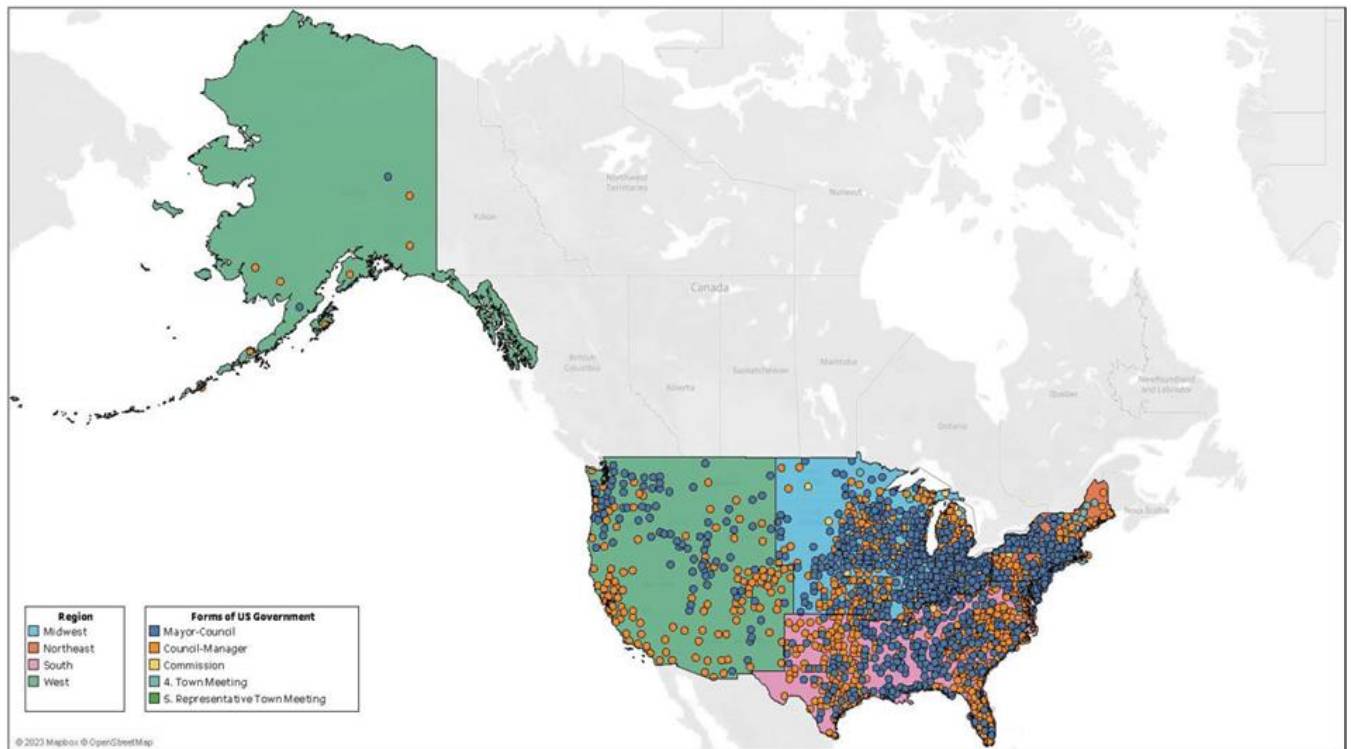 Northwest
Territories
Nunavut
Yukon
Canada
British
Columbia
Alberta
Saskatchewan
Manitoba
Ontario
Quebec
Newfoundland
and Labrador
Nova Scotia
Region
Midwest
Northeast
South
West
Forms of US Government
Mayor-Council
Council-Manager
Commission
4. Town Meeting
5. Representative Town Meeting
© 2023 Mapbox © OpenStreetMap